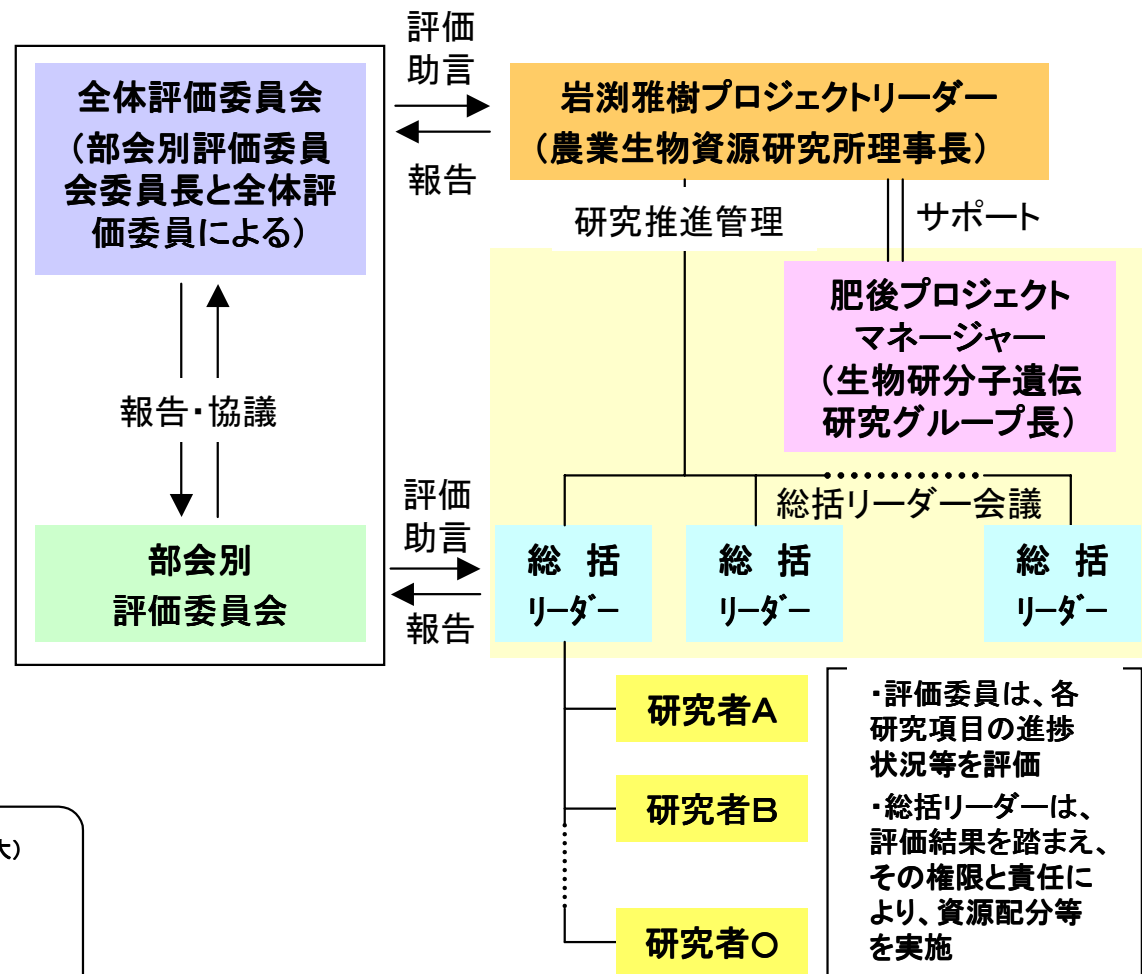 評価
助言
全体評価委員会
（部会別評価委員
会委員長と全体評
価委員による）
岩渕雅樹プロジェクトリーダー
（農業生物資源研究所理事長）
報告
研究推進管理
サポート
肥後プロジェクト
マネージャー
（生物研分子遺伝
研究グループ長）
報告・協議
評価
助言
総括リーダー会議
部会別
評価委員会
報告
総 括
リーダー
総 括
リーダー
総 括
リーダー
研究者A
研究者B
研究者○
・評価委員は、各
研究項目の進捗
状況等を評価
・総括リーダーは、
評価結果を踏まえ、
その権限と責任に
より、資源配分等
を実施
大）